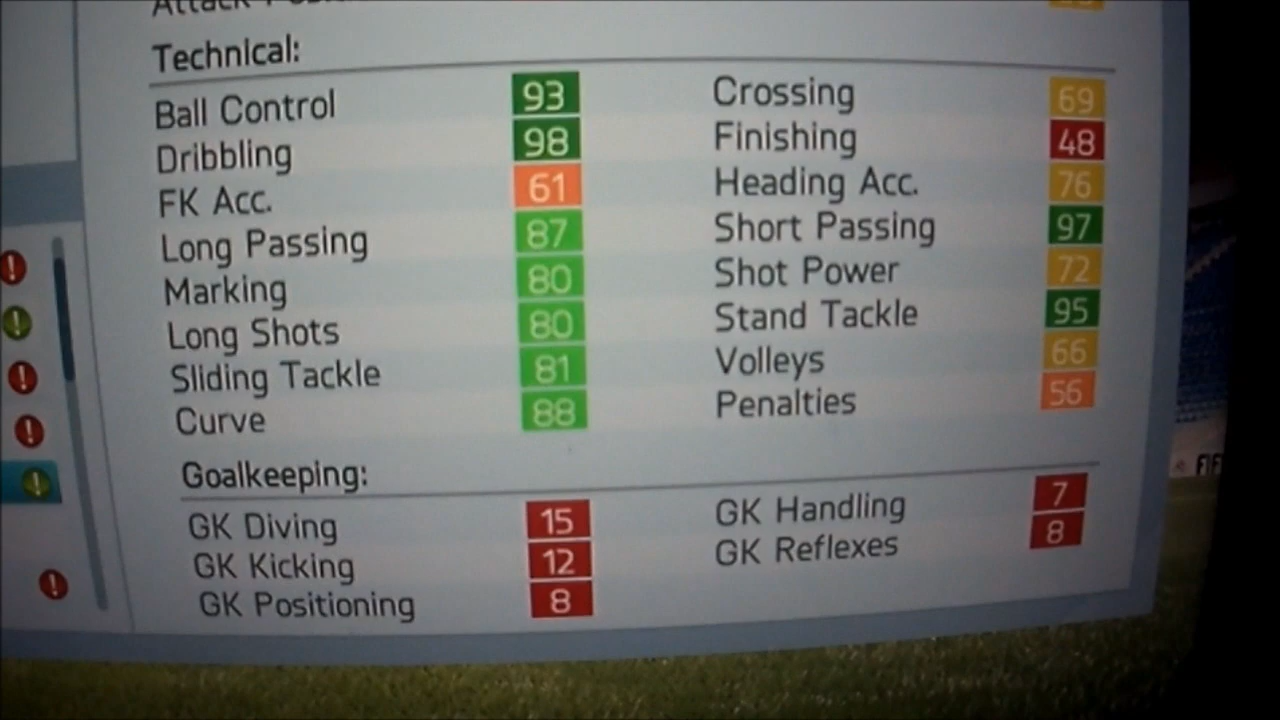 Technical:
Ball Control 93
Dribbling 98
FK Acc. 61
Long Passing 87
Marking 80
Long Shots 80
Sliding Tackle 81
Curve 88
Crossing 69
Finishing 48
Heading Acc. 76
Short Passing 97
Shot Power 72
Stand Tackle 95
Volleys 66
Penalties 56
Goalkeeping:
GK Diving 15
GK Kicking 12
GK Positioning 8
GK Handling 7
GK Reflexes 8